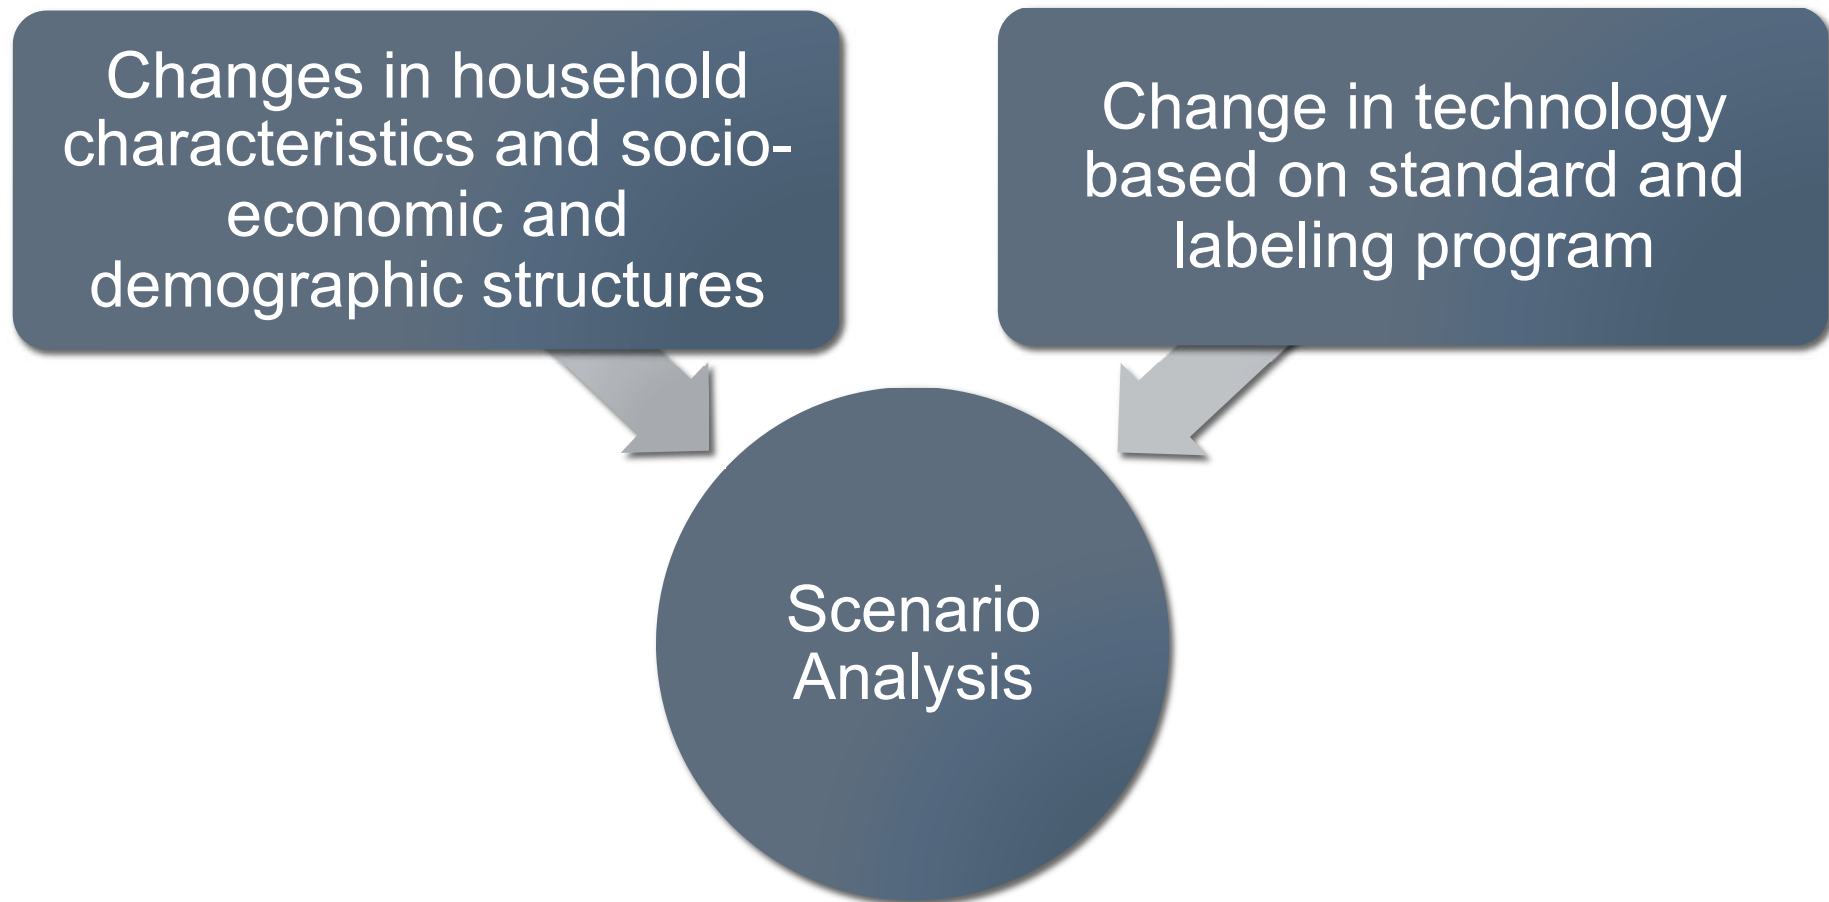 Changes in household
characteristics and socio-
economic and
demographic structures
Change in technology
based on standard and
labeling program
Scenario
Analysis